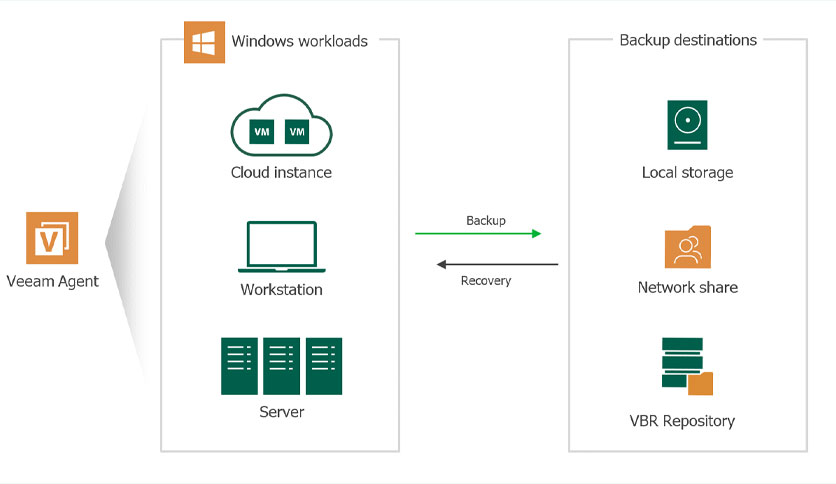 Windows workloads
Backup destinations
VM VM
Cloud instance
Local storage
V
Veeam Agent
Backup
Workstation
Network share
Recovery
Server
VBR Repository